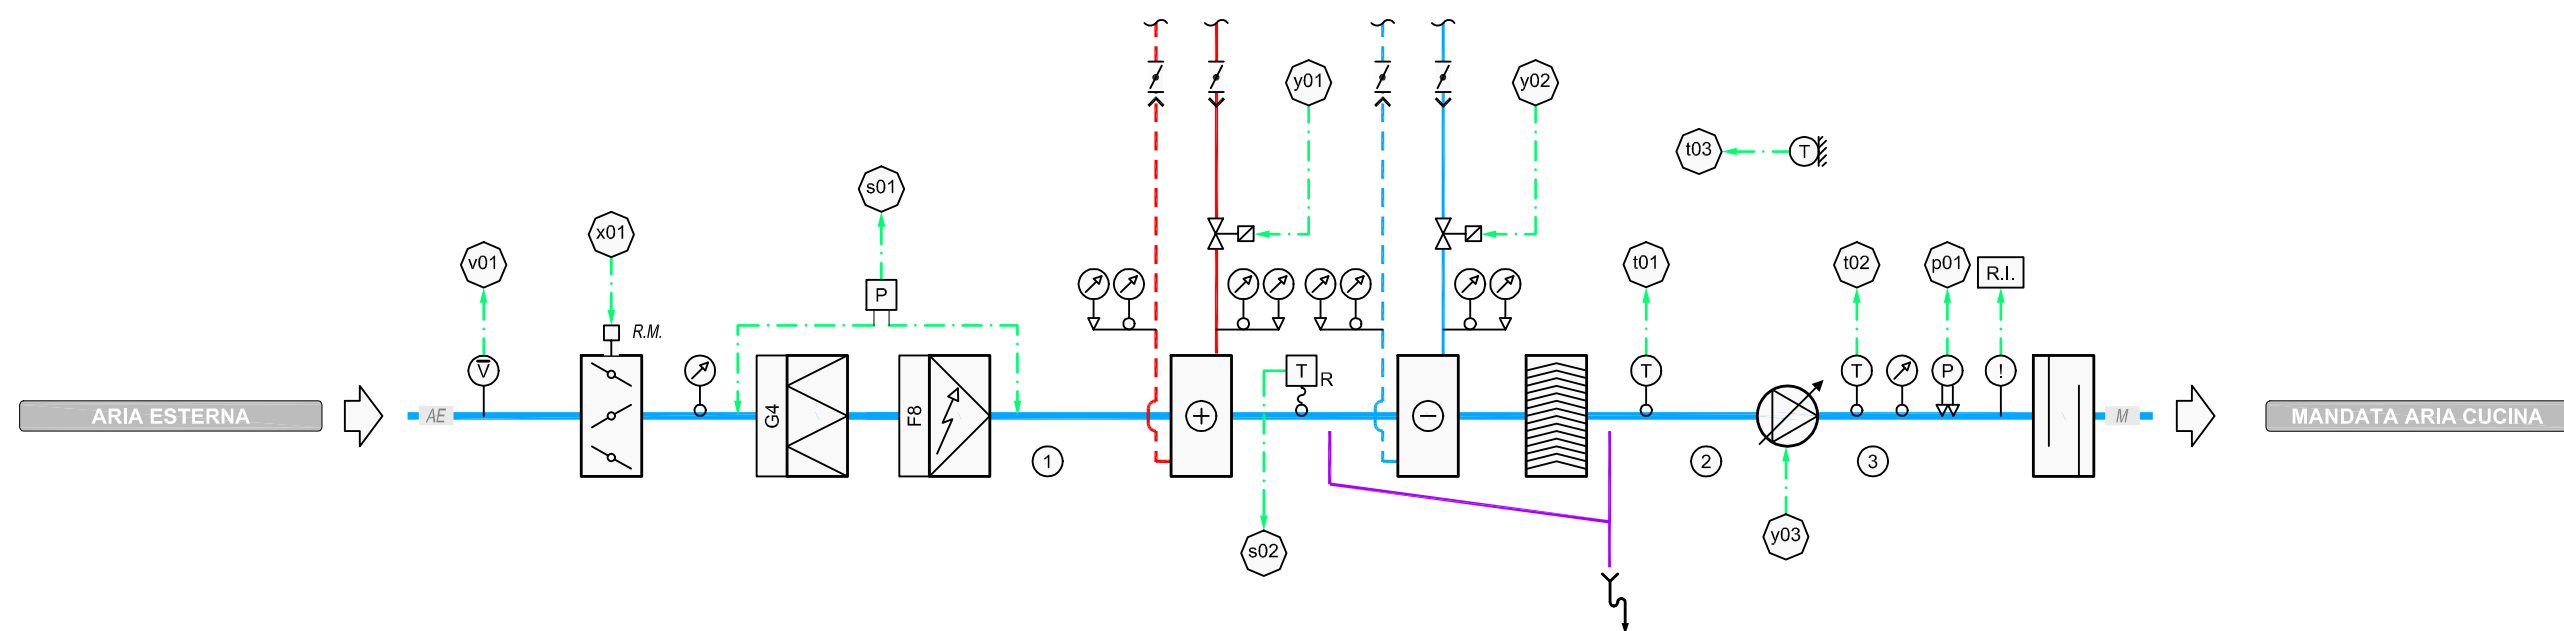 y01
y02
t03
T
s01
x01
v01
t01
t02
p01
R.I.
P
R.M.
V
T
R
T
T
P
!
ARIA ESTERNA
AE
G4
F8
+
−
M
MANDATA ARIA CUCINA
1
2
3
s02
y03